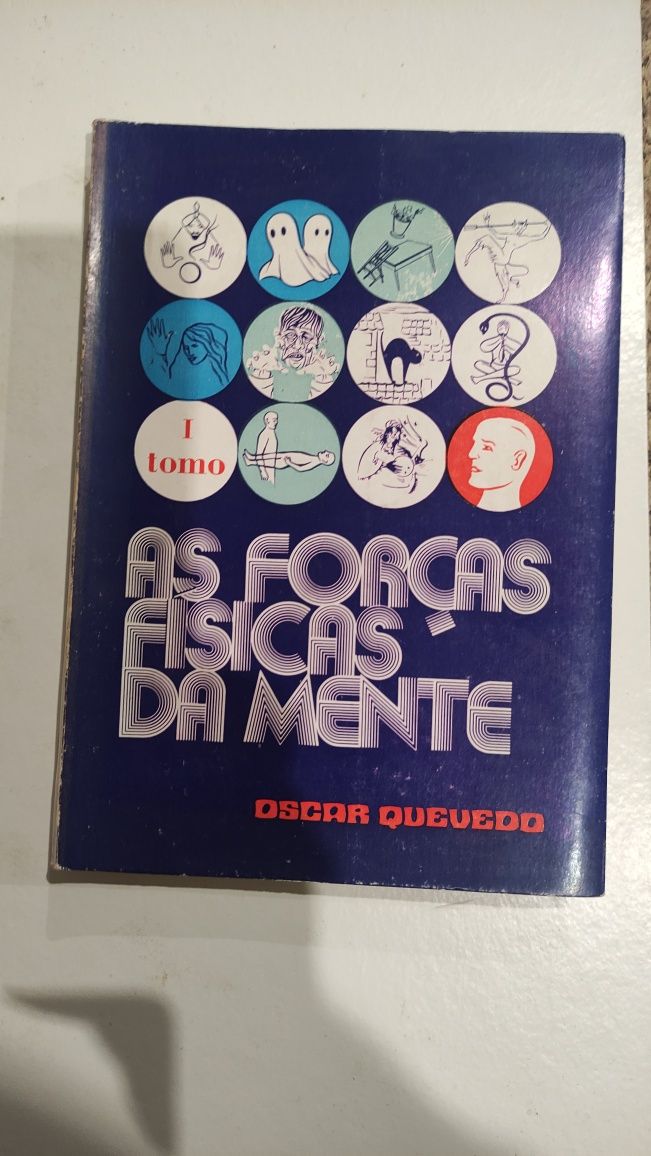 I
tomo
AS FORÇAS
FÍSICAS
DA MENTE
OSCAR QUEVEDO